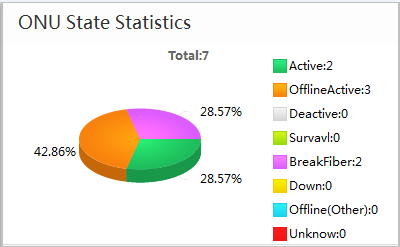 ONU State Statistics
Total:7
28.57%
42.86%
28.57%
Active:2
OfflineActive:3
Deactive:0
Survavl:0
BreakFiber:2
Down:0
Offline(Other):0
Unknow:0